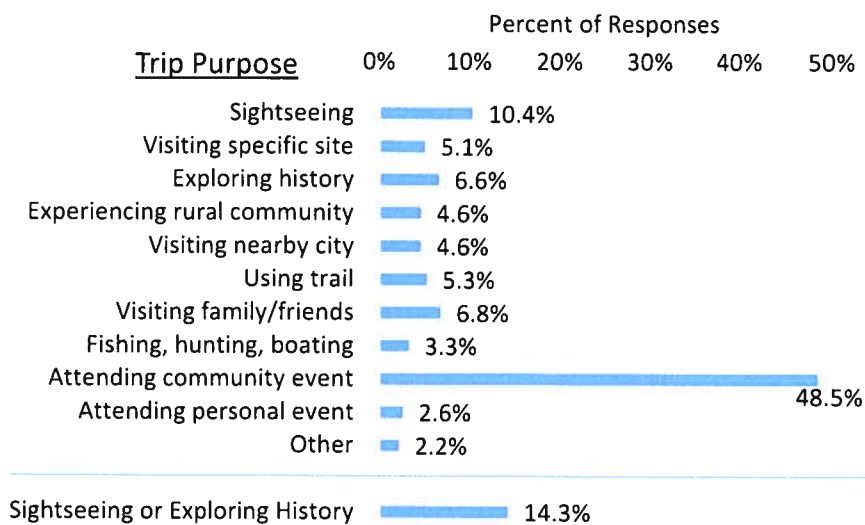 Percent of Responses
Trip Purpose 0% 10% 20% 30% 40% 50%
Sightseeing 10.4%
Visiting specific site 5.1%
Exploring history 6.6%
Experiencing rural community 4.6%
Visiting nearby city 4.6%
Using trail 5.3%
Visiting family/friends 6.8%
Fishing, hunting, boating 3.3%
Attending community event 48.5%
Attending personal event 2.6%
Other 2.2%
Sightseeing or Exploring History 14.3%